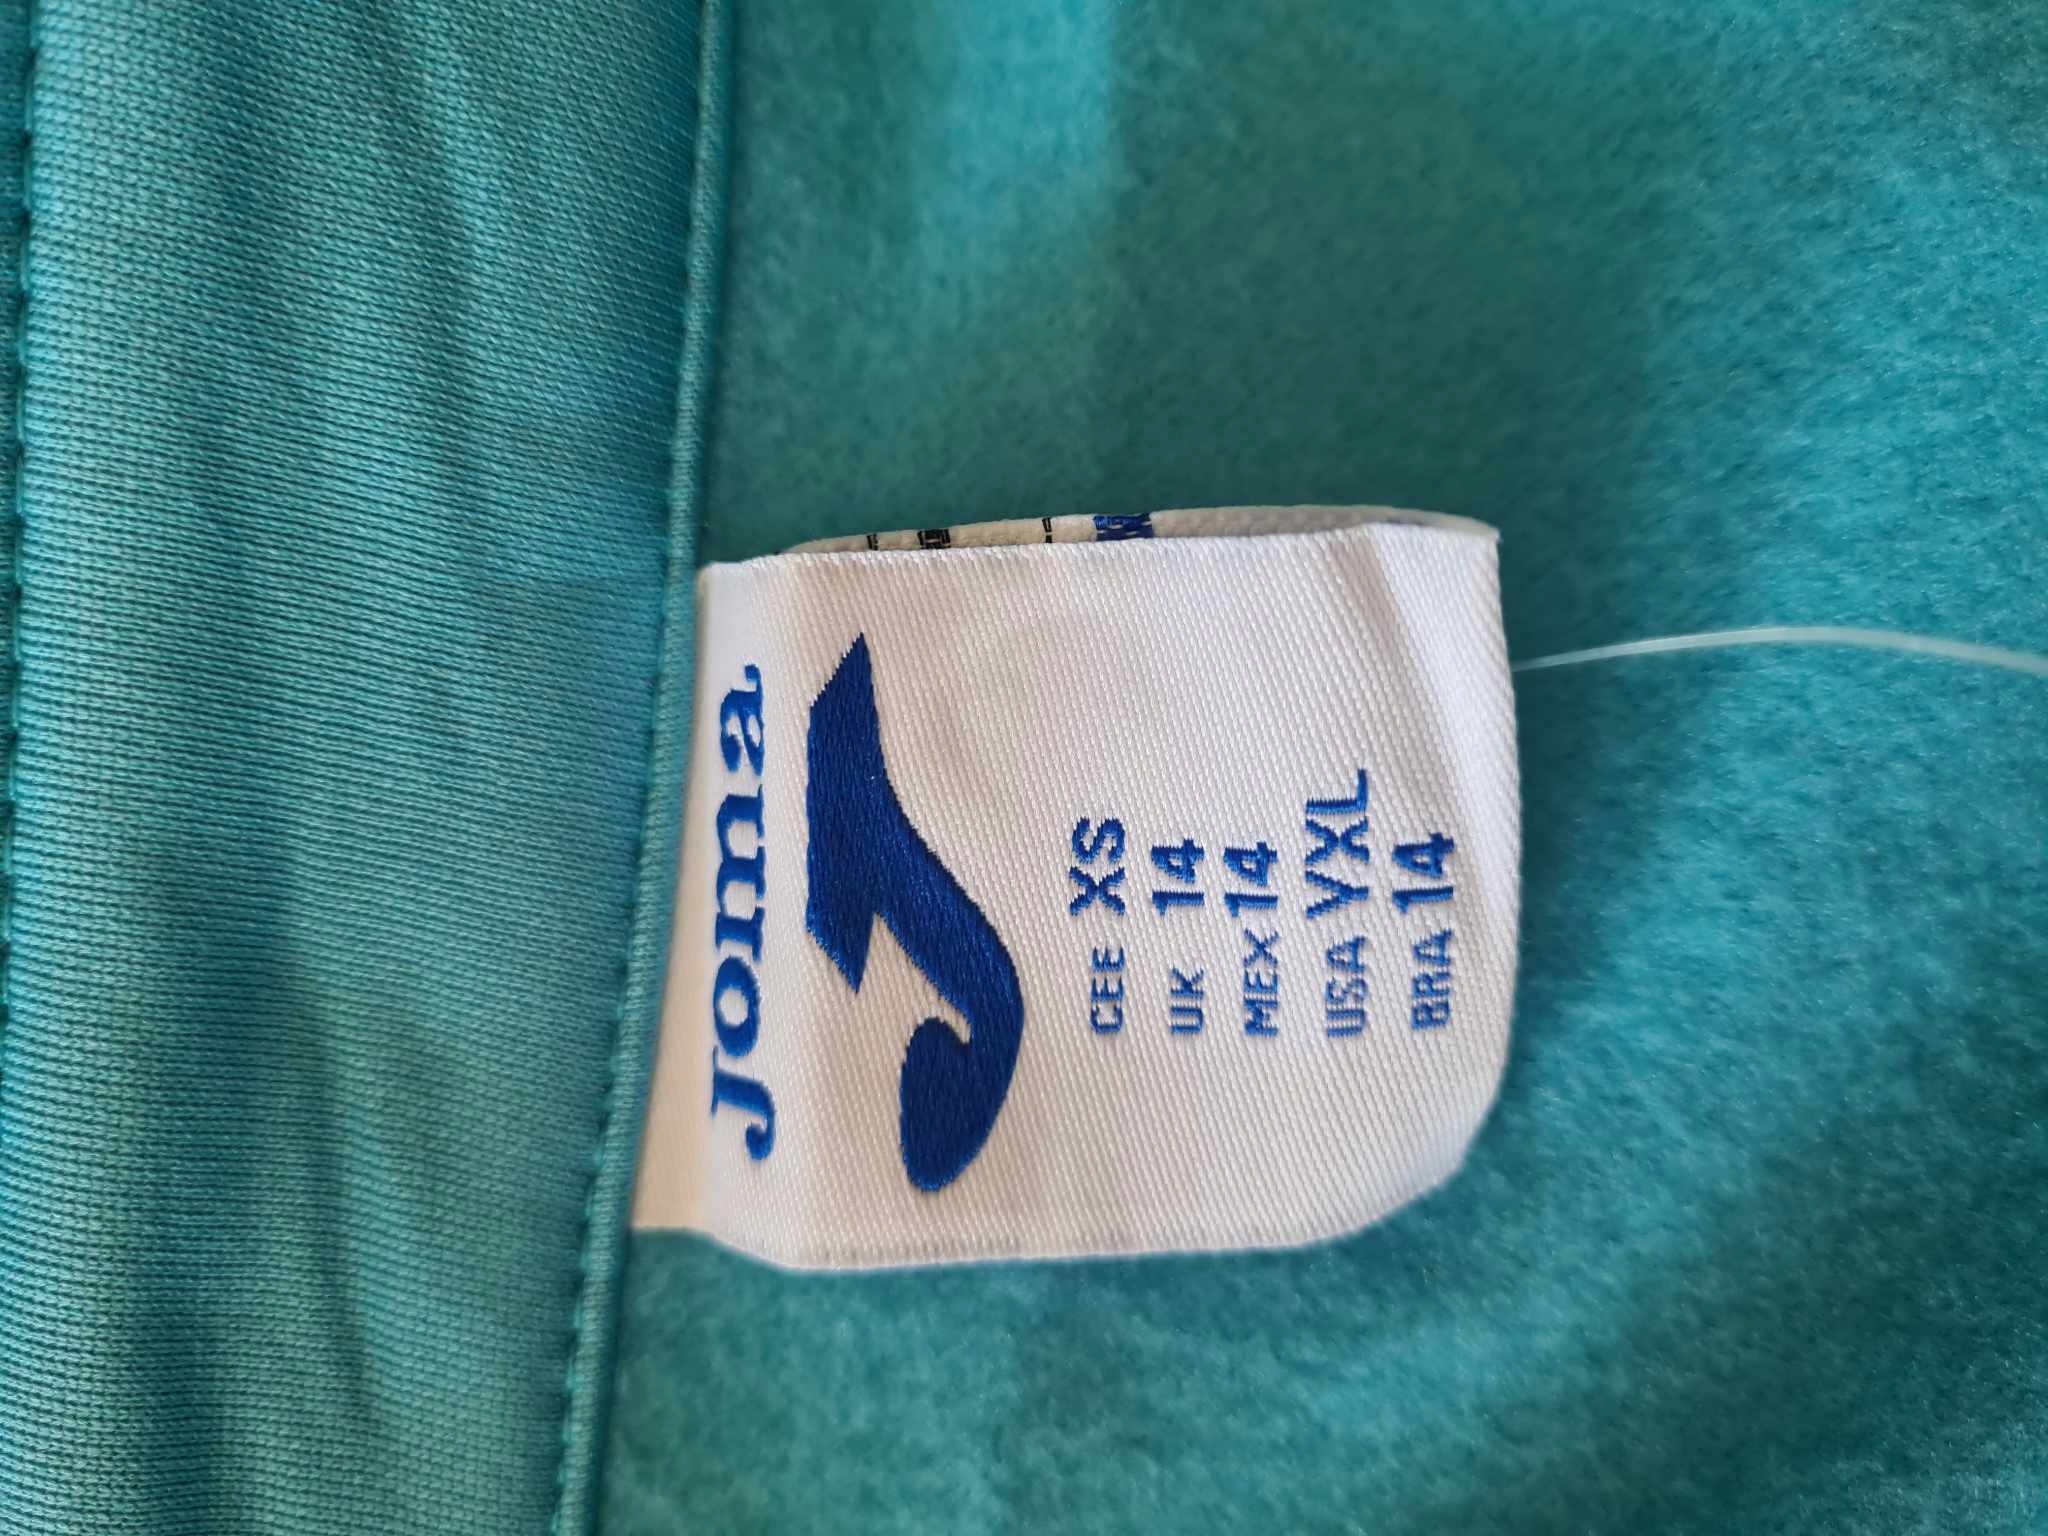 Joma
CEE XS
UK 14
MEX 14
USA YXL
BRA 14